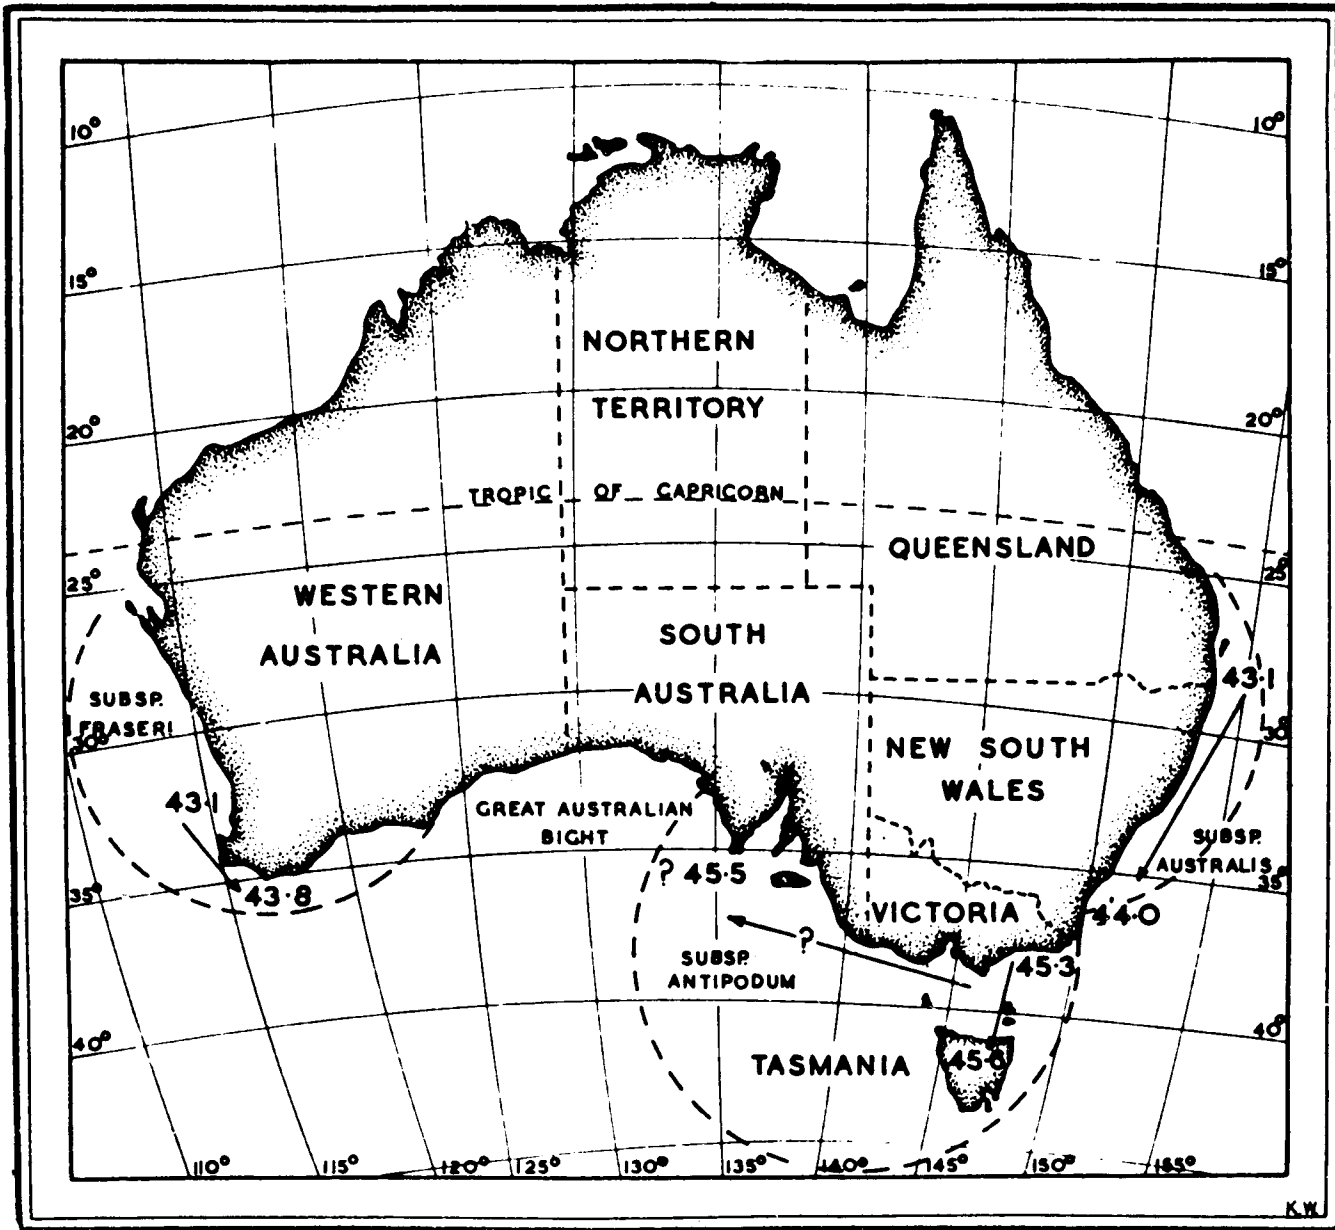 10°
10°
15°
15°
NORTHERN
TERRITORY
20°
20°
TROPIC OF CAPRICORN
QUEENSLAND
25°
25°
WESTERN
AUSTRALIA
SOUTH
AUSTRALIA
SUBSP.
FRASERI
30°
43·1
30°
NEW SOUTH
WALES
43·1
GREAT AUSTRALIAN
BIGHT
SUBSP.
AUSTRALIS
35°
35°
43·8
? 45·5
VICTORIA
44·0
?
SUBSP.
ANTIPODUM
45·3
40°
40°
TASMANIA
45·6
110°
115°
120°
125°
130°
135°
140°
145°
150°
155°
K.W.